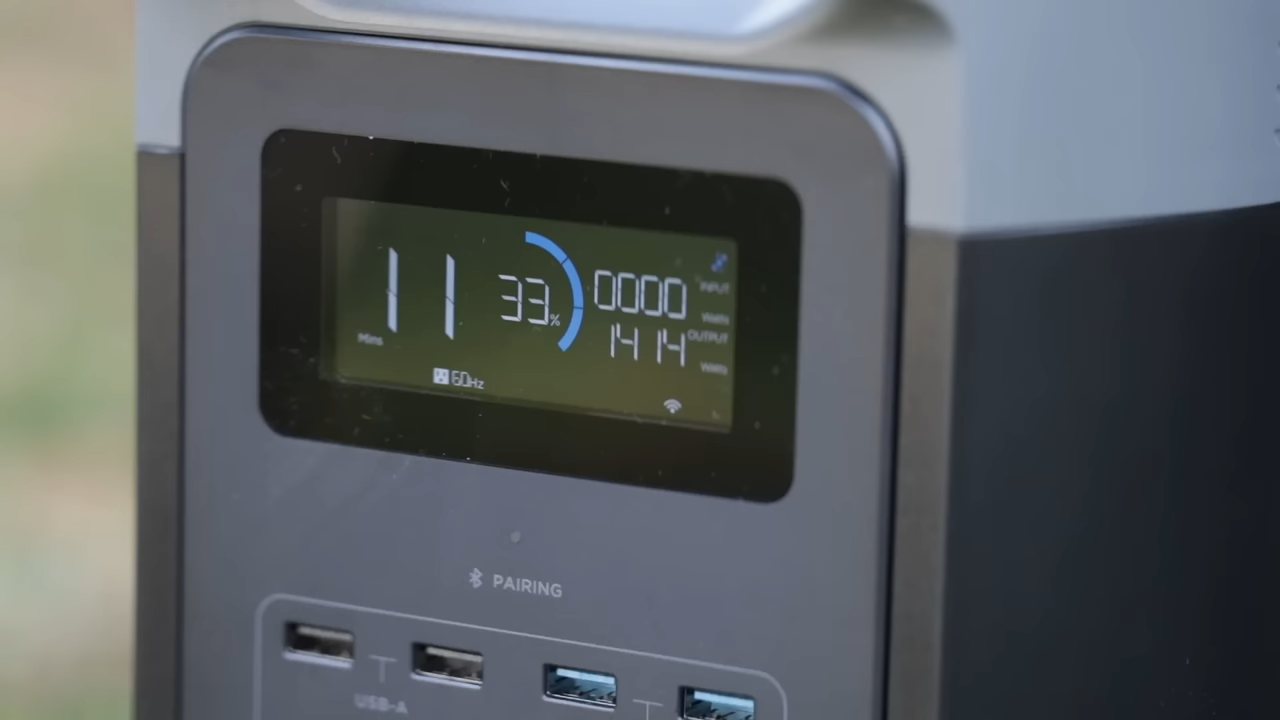 11
Mins
33%
0000
INPUT
Watts
1414
OUTPUT
Watts
60Hz
PAIRING
USB-A